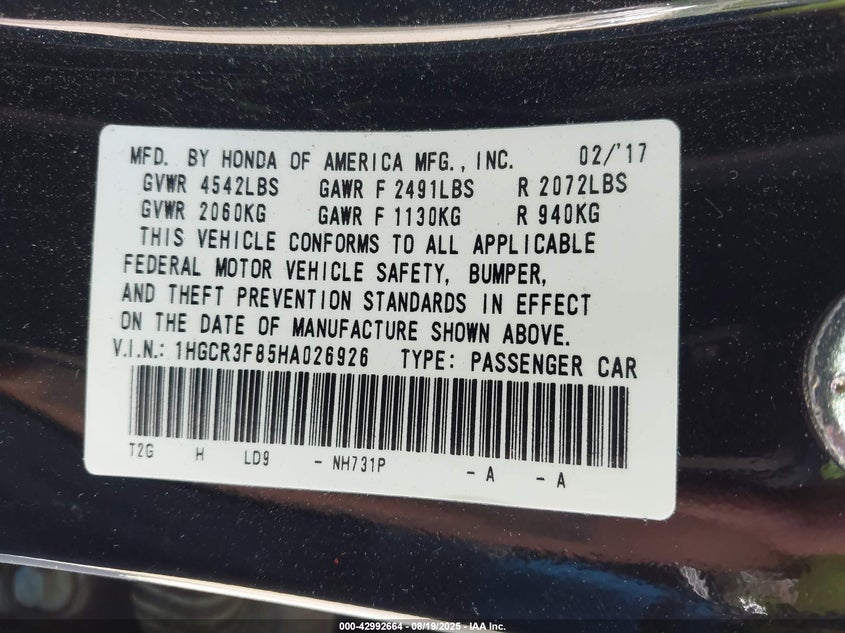 MFD. BY HONDA OF AMERICA MFG., INC. 02/'17
GVWR 4542LBS GAWR F 2491LBS R 2072LBS
GVWR 2060KG GAWR F 1130KG R 940KG
THIS VEHICLE CONFORMS TO ALL APPLICABLE
FEDERAL MOTOR VEHICLE SAFETY, BUMPER,
AND THEFT PREVENTION STANDARDS IN EFFECT
ON THE DATE OF MANUFACTURE SHOWN ABOVE.
V.I.N.: 1HGCR3F85HA026926 TYPE: PASSENGER CAR
T2G H LD9 - NH731P - A - A
000-42992664 - 08/19/2025 - IAA Inc.